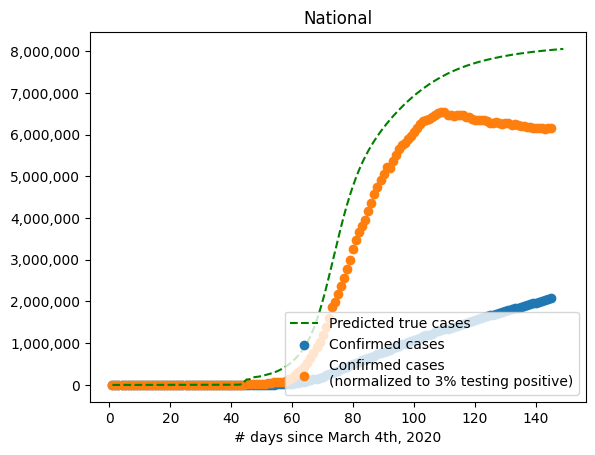 National
8,000,000
7,000,000
6,000,000
5,000,000
4,000,000
3,000,000
2,000,000
1,000,000
0
Predicted true cases
Confirmed cases
Confirmed cases
(normalized to 3% testing positive)
0 20 40 60 80 100 120 140
# days since March 4th, 2020